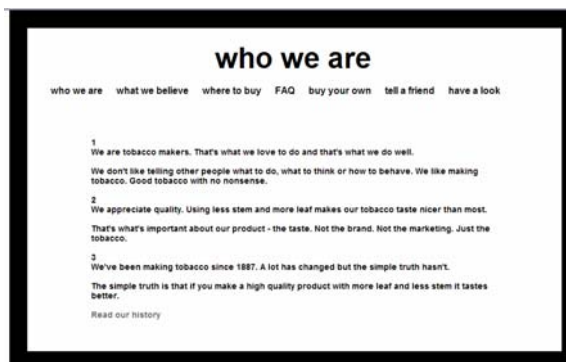 who we are
who we are what we believe where to buy FAQ buy your own tell a friend have a look
1
We are tobacco makers. That's what we love to do and that's what we do well.
We don't like telling other people what to do, what to think or how to behave. We like making
tobacco. Good tobacco with no nonsense.
2
We appreciate quality. Using less stem and more leaf makes our tobacco taste nicer than most.
That's what's important about our product - the taste. Not the brand. Not the marketing. Just the
tobacco.
3
We've been making tobacco since 1887. A lot has changed but the simple truth hasn't.
The simple truth is that if you make a high quality product with more leaf and less stem it tastes
better.
Read our history